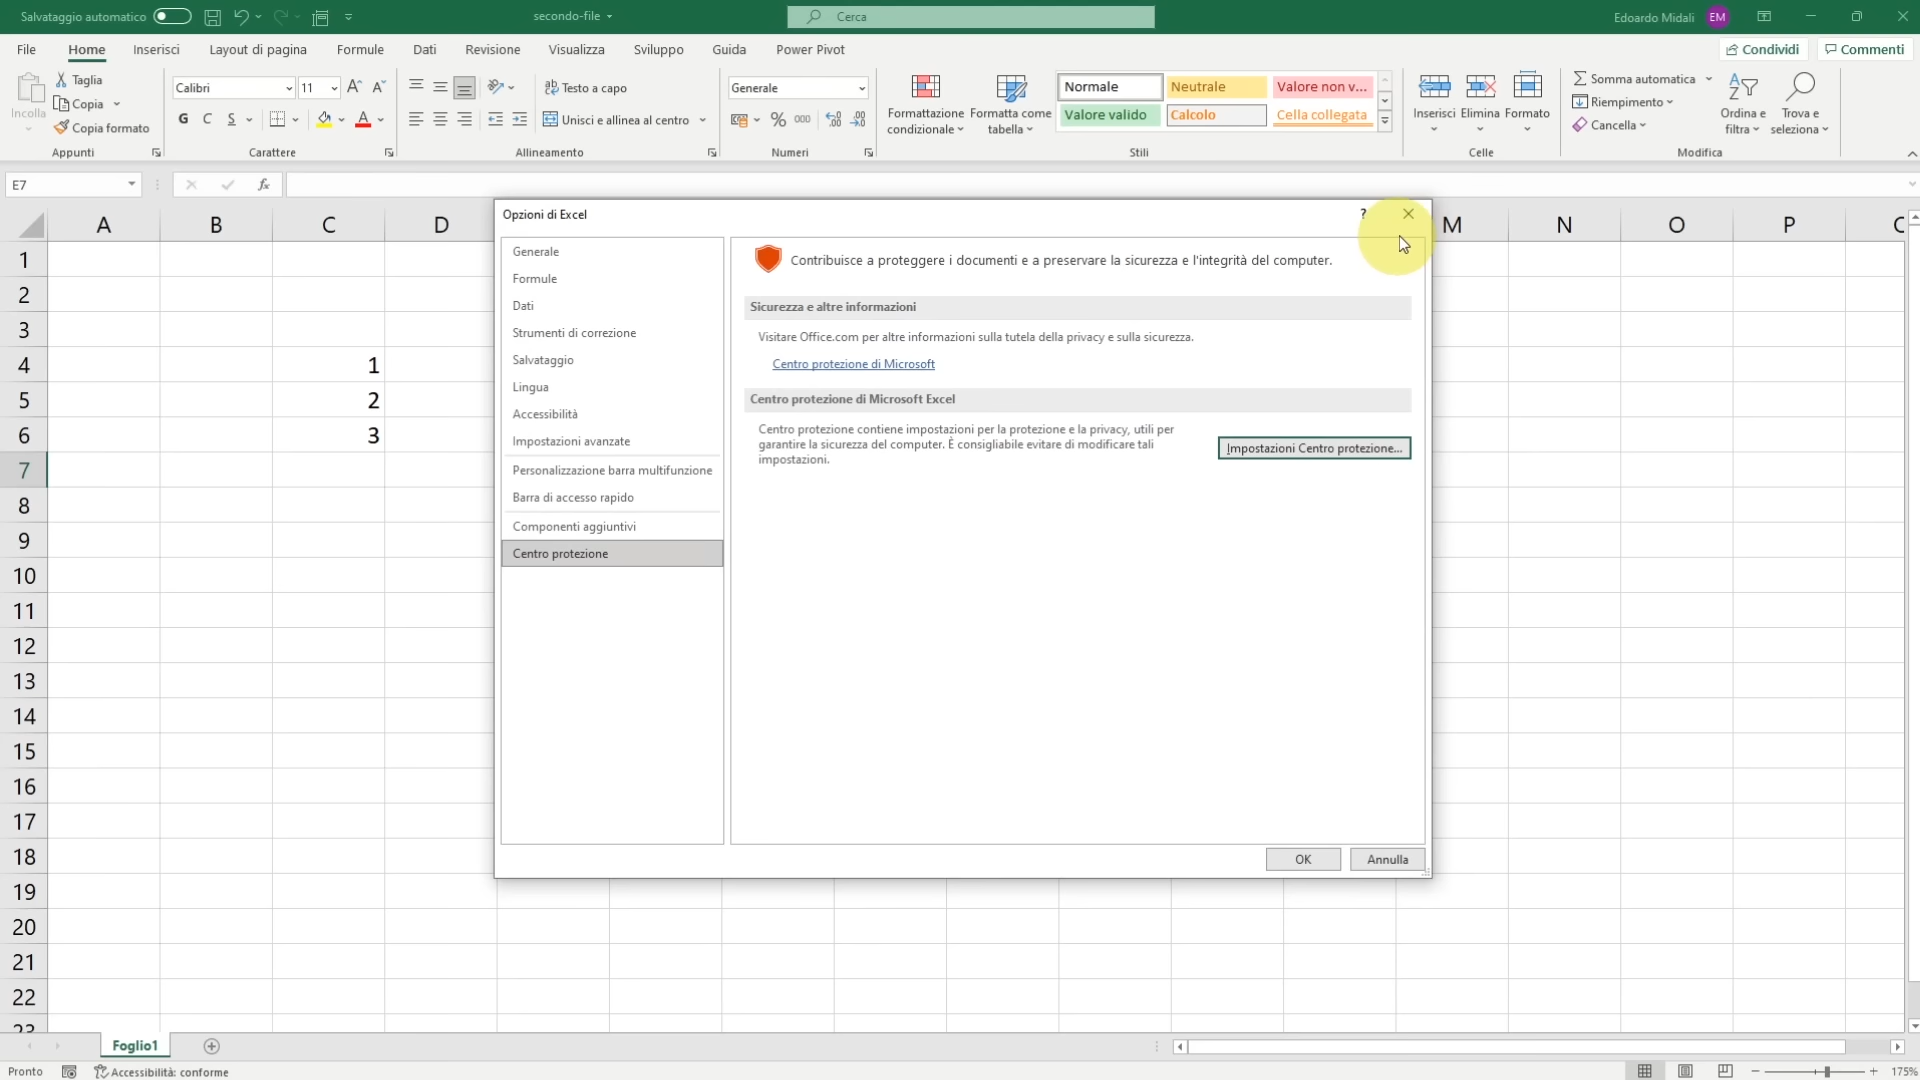 Salvataggio automatico
secondo-file
Cerca
Edoardo Midali EM
File Home Inserisci Layout di pagina Formule Dati Revisione Visualizza Sviluppo Guida Power Pivot
Condividi Commenti
Incolla
Taglia
Copia
Copia formato
Appunti
Calibri 11
G C S
Carattere
Testo a capo
Unisci e allinea al centro
Allineamento
Generale
% 000
Numeri
Formattazione condizionale
Formatta come tabella
Normale Neutrale Valore non v...
Valore valido Calcolo Cella collegata
Stili
Inserisci Elimina Formato
Celle
Somma automatica
Riempimento
Cancella
Ordina e filtra
Trova e seleziona
Modifica
E7
fx
A B C D M N O P
1
2
3
4 1
5 2
6 3
7
8
9
10
11
12
13
14
15
16
17
18
19
20
21
22
23
Opzioni di Excel
?
Generale
Formule
Dati
Strumenti di correzione
Salvataggio
Lingua
Accessibilità
Impostazioni avanzate
Personalizzazione barra multifunzione
Barra di accesso rapido
Componenti aggiuntivi
Centro protezione
Contribuisce a proteggere i documenti e a preservare la sicurezza e l'integrità del computer.
Sicurezza e altre informazioni
Visitare Office.com per altre informazioni sulla tutela della privacy e sulla sicurezza.
Centro protezione di Microsoft
Centro protezione di Microsoft Excel
Centro protezione contiene impostazioni per la protezione e la privacy, utili per
garantire la sicurezza del computer. È consigliabile evitare di modificare tali
impostazioni.
Impostazioni Centro protezione...
OK Annulla
Foglio1
Pronto
Accessibilità: conforme
175%